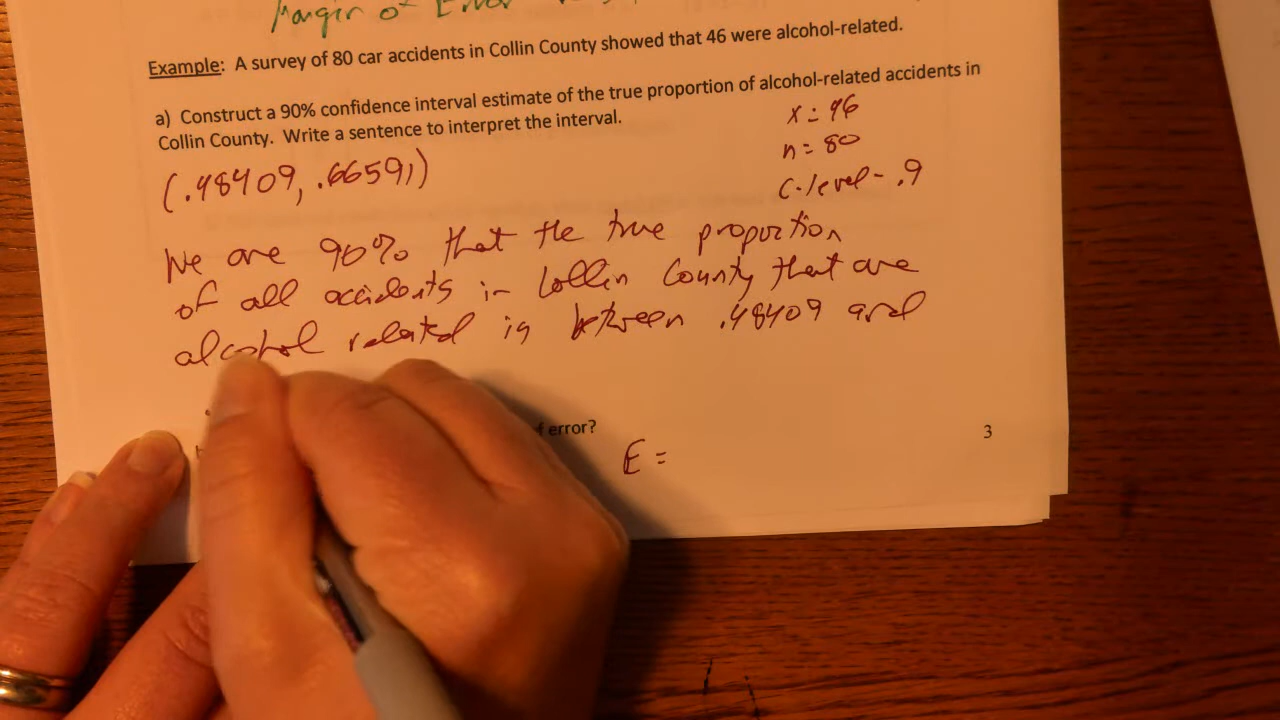 Margin of Error
Example: A survey of 80 car accidents in Collin County showed that 46 were alcohol-related.
a) Construct a 90% confidence interval estimate of the true proportion of alcohol-related accidents in
Collin County. Write a sentence to interpret the interval.
x = 46
n = 80
C-level = .9
(.48409, .66591)
We are 90% that the true proportion
of all accidents in Collin County that are
alcohol related is between .48409 and
f error?
E =
3